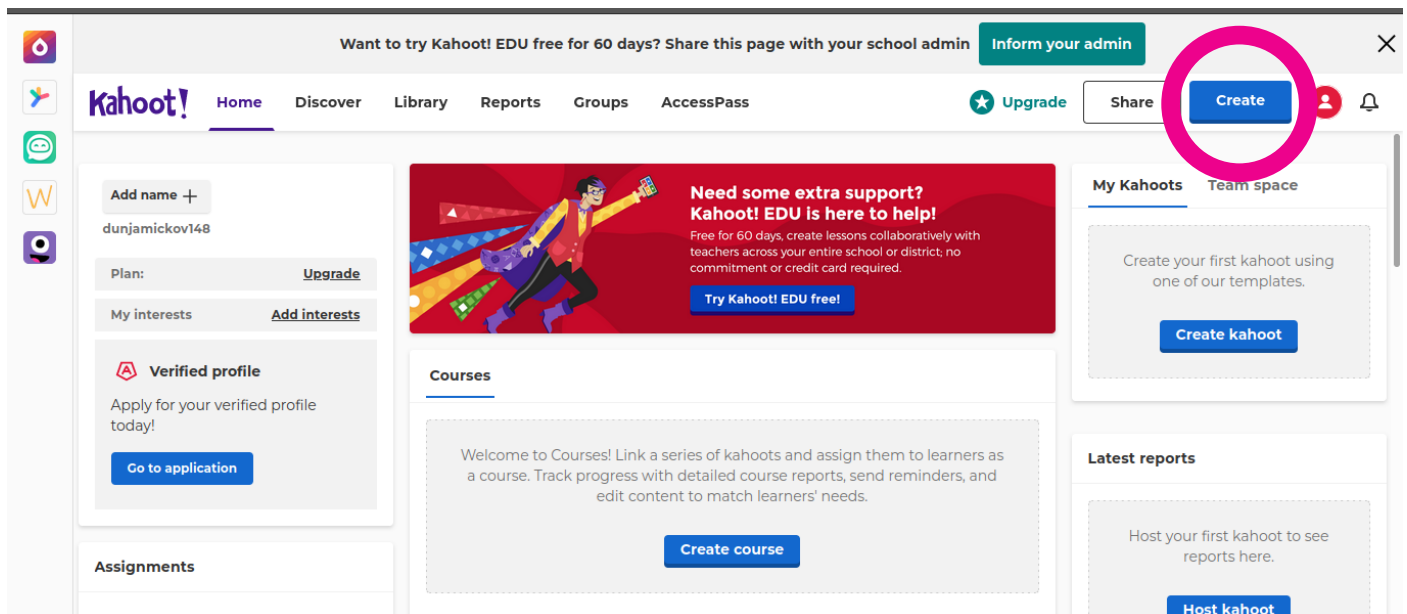 Want to try Kahoot! EDU free for 60 days? Share this page with your school admin Inform your admin
Kahoot! Home Discover Library Reports Groups AccessPass Upgrade Share Create
Add name
dunjamickov148
Plan: Upgrade
My interests Add interests
Verified profile
Apply for your verified profile
today!
Go to application
Assignments
Need some extra support?
Kahoot! EDU is here to help!
Free for 60 days, create lessons collaboratively with
teachers across your entire school or district; no
commitment or credit card required.
Try Kahoot! EDU free!
Courses
Welcome to Courses! Link a series of kahoots and assign them to learners as
a course. Track progress with detailed course reports, send reminders, and
edit content to match learners' needs.
Create course
My Kahoots Team space
Create your first kahoot using
one of our templates.
Create kahoot
Latest reports
Host your first kahoot to see
reports here.
Host kahoot